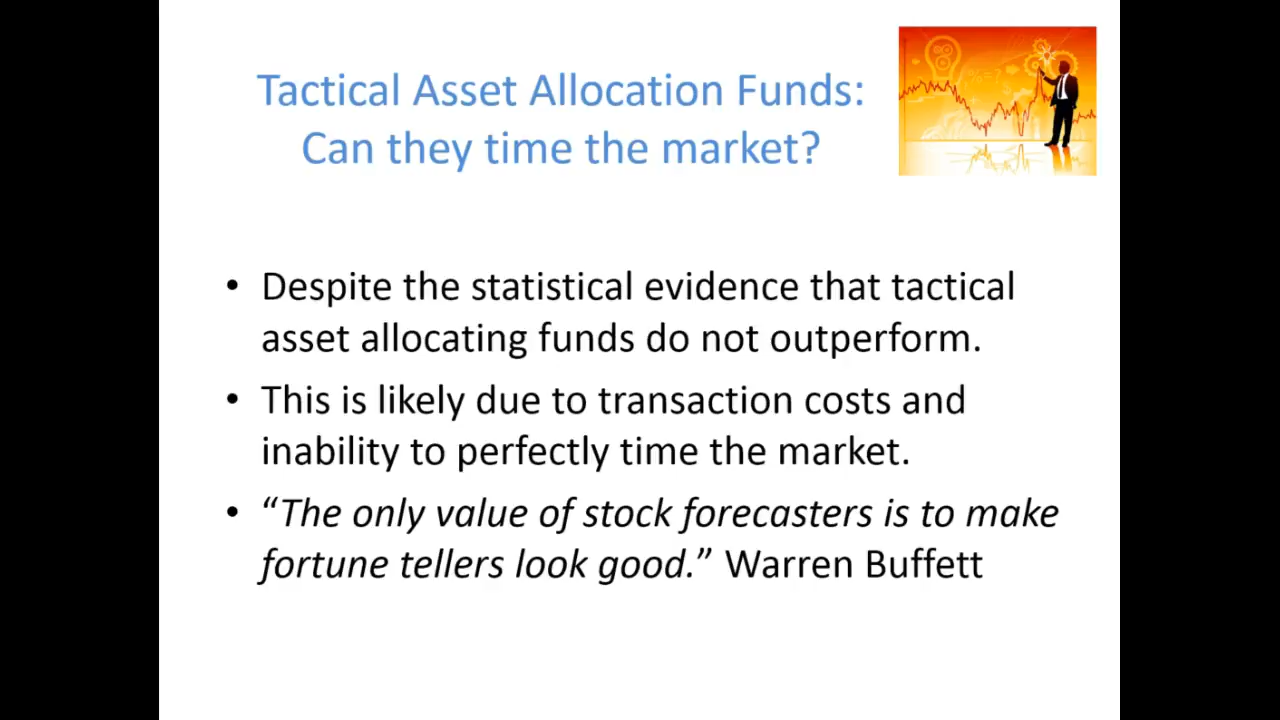 Tactical Asset Allocation Funds:
Can they time the market?
• Despite the statistical evidence that tactical
asset allocating funds do not outperform.
• This is likely due to transaction costs and
inability to perfectly time the market.
• “The only value of stock forecasters is to make
fortune tellers look good.” Warren Buffett